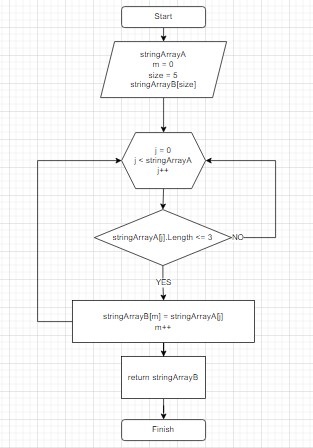 Start
stringArrayA
m = 0
size = 5
stringArrayB[size]
j = 0
j < stringArrayA
j++
stringArrayA[j].Length <= 3
NO
YES
stringArrayB[m] = stringArrayA[j]
m++
return stringArrayB
Finish